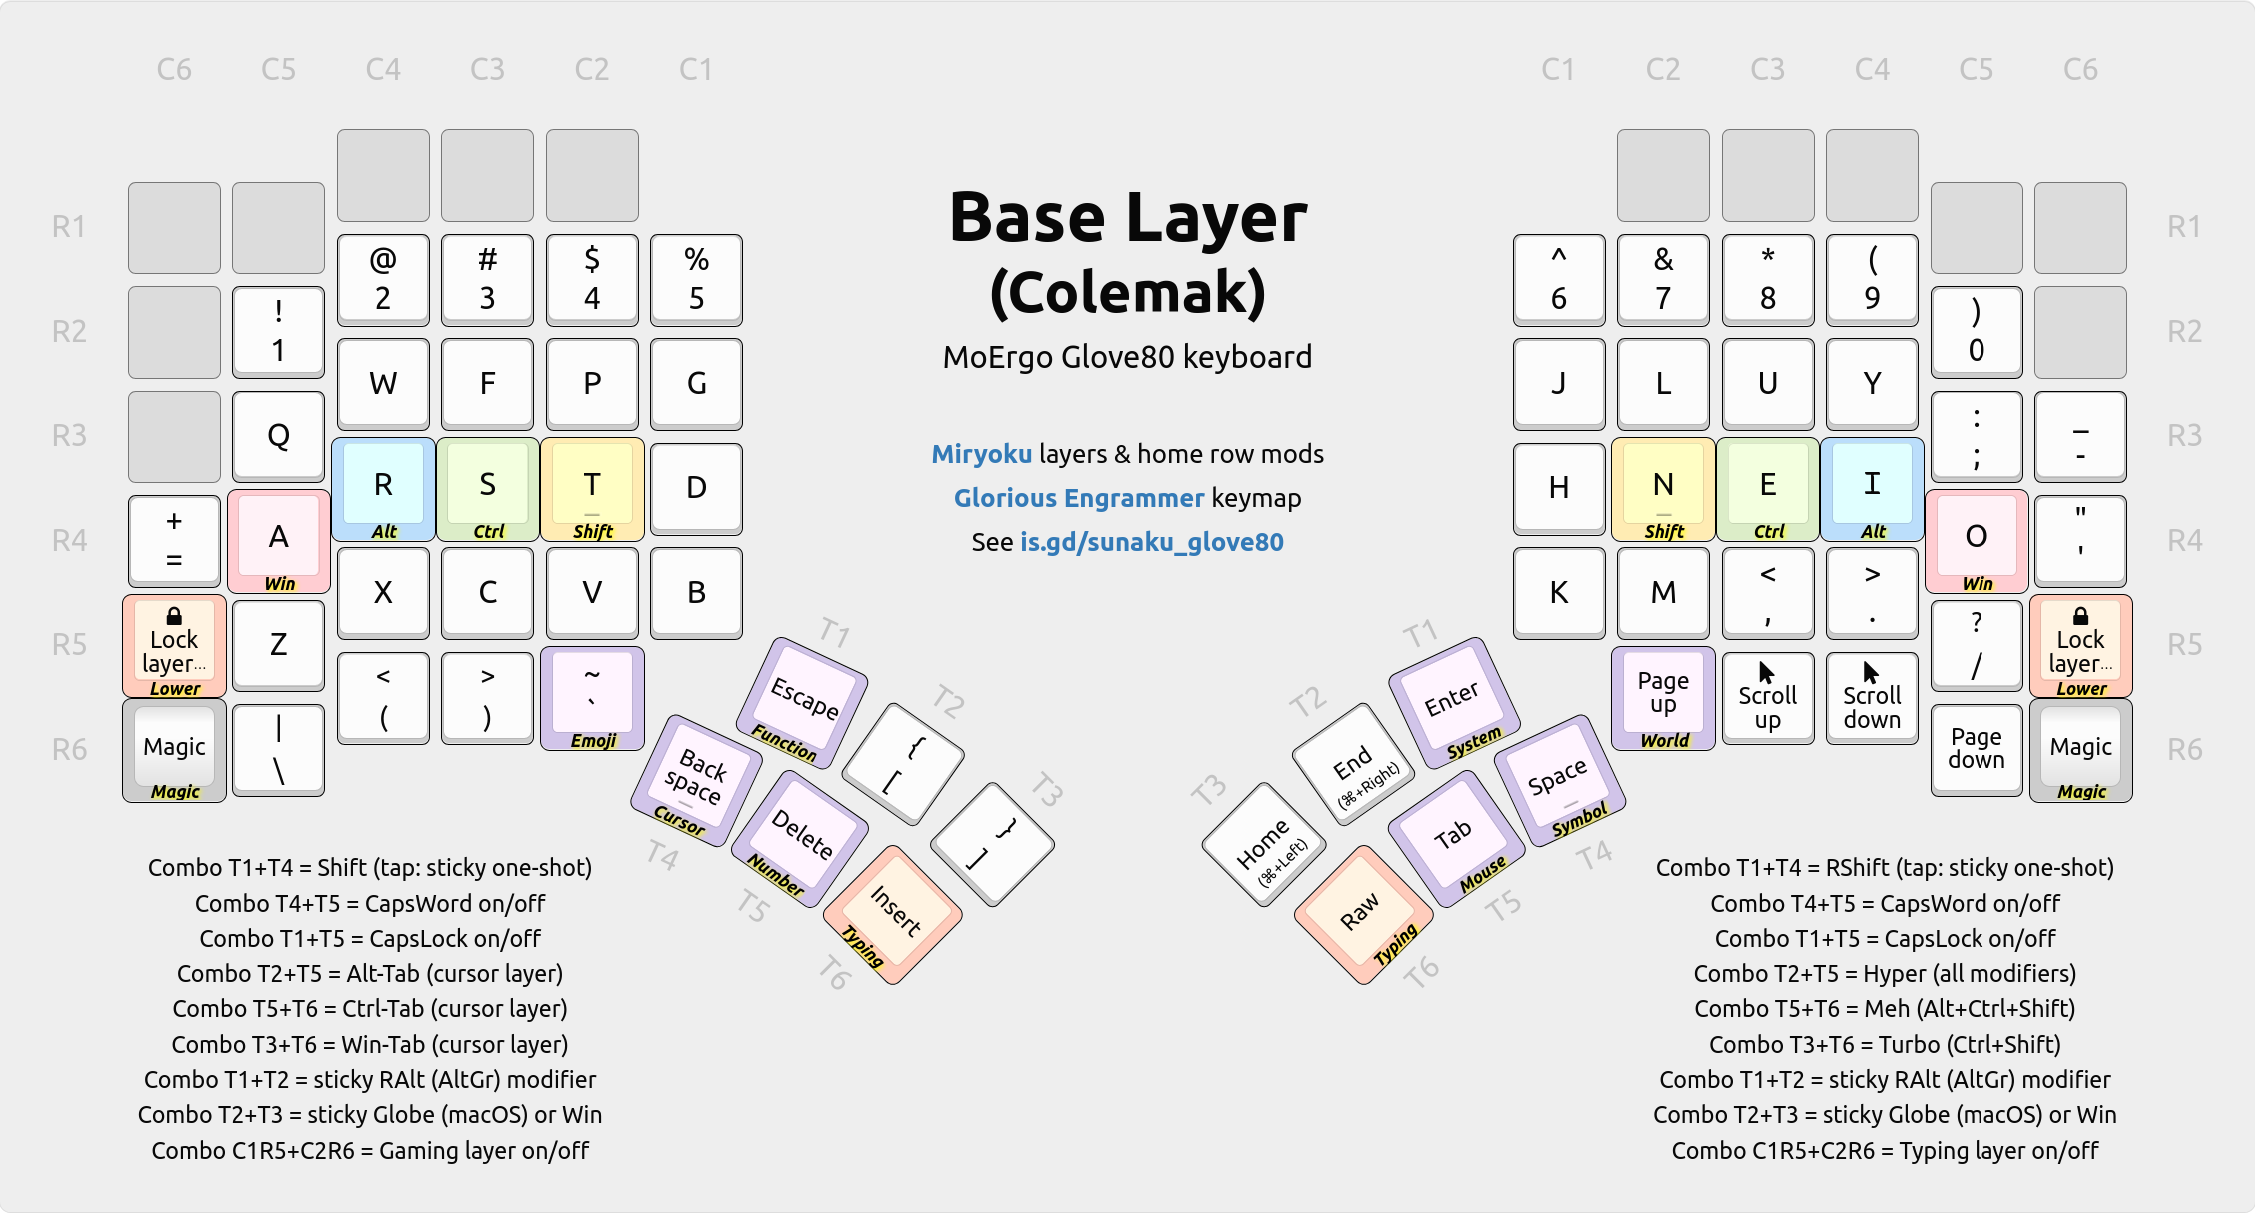 C6 C5 C4 C3 C2 C1
C1 C2 C3 C4 C5 C6
R1
R2
R3
R4
R5
R6
@
2
#
3
$
4
%
5
!
1
W
F
P
G
Q
R
Alt
S
Ctrl
T
Shift
D
+
=
A
Win
X
C
V
B
Lock
layer...
Lower
Z
<
(
>
)
~
`
Emoji
Magic
Magic
|
\
T1
Escape
Function
T2
{
[
T3
}
]
Back
space
Cursor
T4
Delete
Number
T5
Insert
Typing
T6
Base Layer
(Colemak)
MoErgo Glove80 keyboard
Miryoku layers & home row mods
Glorious Engrammer keymap
See is.gd/sunaku_glove80
^
6
&
7
*
8
(
9
)
0
J
L
U
Y
:
;
_
-
H
N
Shift
E
Ctrl
I
Alt
O
Win
"
'
K
M
<
,
>
.
?
/
Lock
layer...
Lower
Page
up
World
Scroll
up
Scroll
down
Page
down
Magic
Magic
T1
Enter
System
T2
End
(⌘+Right)
T3
Home
(⌘+Left)
Space
Symbol
T4
Tab
Mouse
T5
Raw
Typing
T6
R1
R2
R3
R4
R5
R6
Combo T1+T4 = Shift (tap: sticky one-shot)
Combo T4+T5 = CapsWord on/off
Combo T1+T5 = CapsLock on/off
Combo T2+T5 = Alt-Tab (cursor layer)
Combo T5+T6 = Ctrl-Tab (cursor layer)
Combo T3+T6 = Win-Tab (cursor layer)
Combo T1+T2 = sticky RAlt (AltGr) modifier
Combo T2+T3 = sticky Globe (macOS) or Win
Combo C1R5+C2R6 = Gaming layer on/off
Combo T1+T4 = RShift (tap: sticky one-shot)
Combo T4+T5 = CapsWord on/off
Combo T1+T5 = CapsLock on/off
Combo T2+T5 = Hyper (all modifiers)
Combo T5+T6 = Meh (Alt+Ctrl+Shift)
Combo T3+T6 = Turbo (Ctrl+Shift)
Combo T1+T2 = sticky RAlt (AltGr) modifier
Combo T2+T3 = sticky Globe (macOS) or Win
Combo C1R5+C2R6 = Typing layer on/off